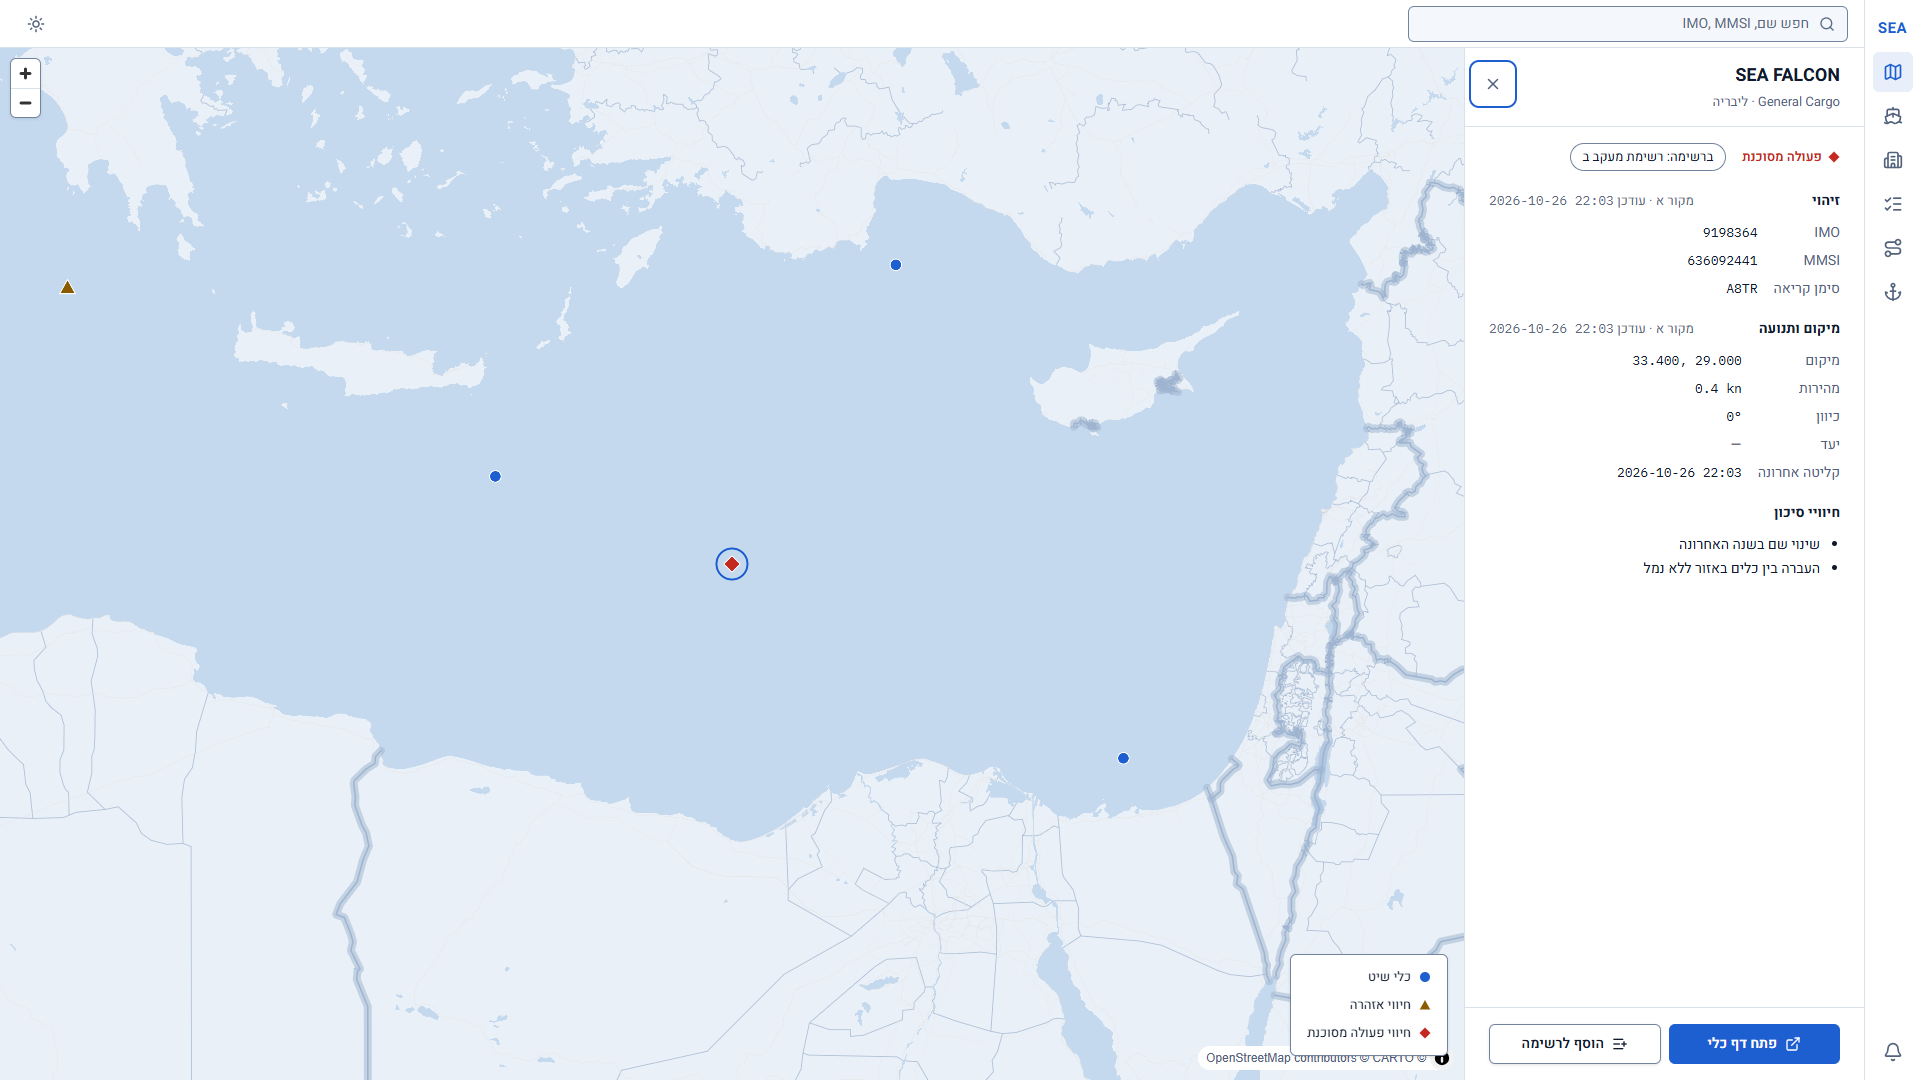 SEA
חפש שם, IMO, MMSI
SEA FALCON
General Cargo · ליבריה
פעולה מסוכנת
ברשימה: רשימת מעקב ב
זיהוי
מקור א · עודכן 2026-10-26 22:03
IMO 9198364
MMSI 636092441
סימן קריאה A8TR
מיקום ותנועה
מקור א · עודכן 2026-10-26 22:03
מיקום 33.400, 29.000
מהירות 0.4 kn
כיוון 0°
יעד —
קליטה אחרונה 2026-10-26 22:03
חיוויי סיכון
• שינוי שם בשנה האחרונה
• העברה בין כלים באזור ללא נמל
פתח דף כלי
הוסף לרשימה
+
−
כלי שיט
חיווי אזהרה
חיווי פעולה מסוכנת
OpenStreetMap contributors © CARTO ©